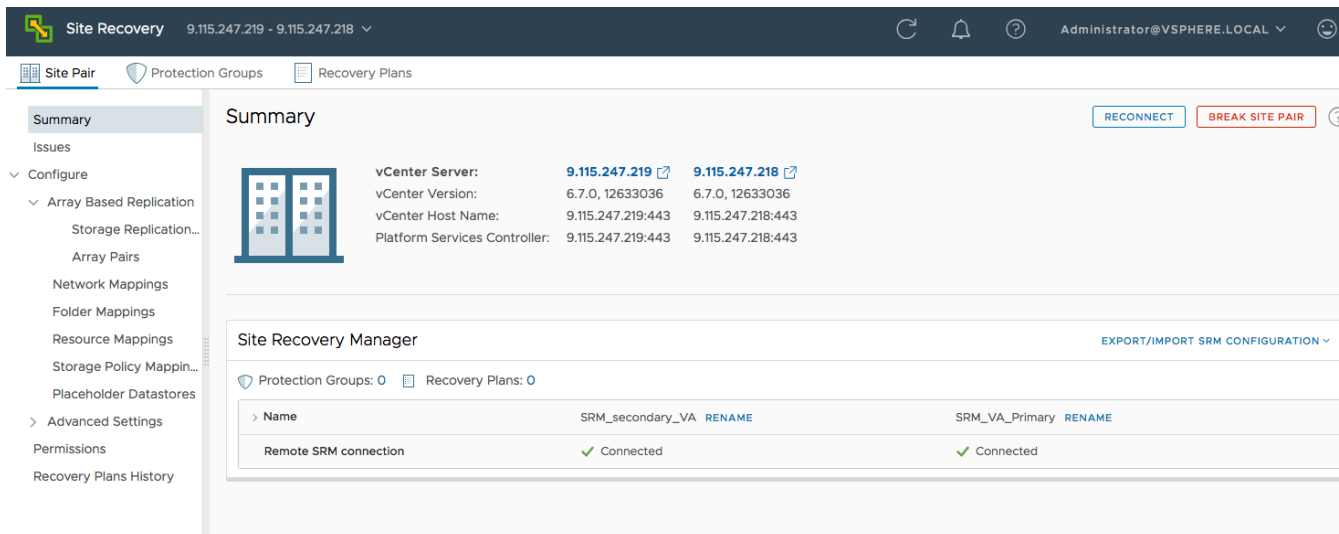 Site Recovery 9.115.247.219 - 9.115.247.218 Administrator@VSPHERE.LOCAL
Site Pair Protection Groups Recovery Plans
Summary
Issues
Configure
Array Based Replication
Storage Replication...
Array Pairs
Network Mappings
Folder Mappings
Resource Mappings
Storage Policy Mappin...
Placeholder Datastores
Advanced Settings
Permissions
Recovery Plans History
Summary RECONNECT BREAK SITE PAIR
vCenter Server: 9.115.247.219 9.115.247.218
vCenter Version: 6.7.0, 12633036 6.7.0, 12633036
vCenter Host Name: 9.115.247.219:443 9.115.247.218:443
Platform Services Controller: 9.115.247.219:443 9.115.247.218:443
Site Recovery Manager EXPORT/IMPORT SRM CONFIGURATION
Protection Groups: 0 Recovery Plans: 0
Name SRM_secondary_VA RENAME SRM_VA_Primary RENAME
Remote SRM connection Connected Connected